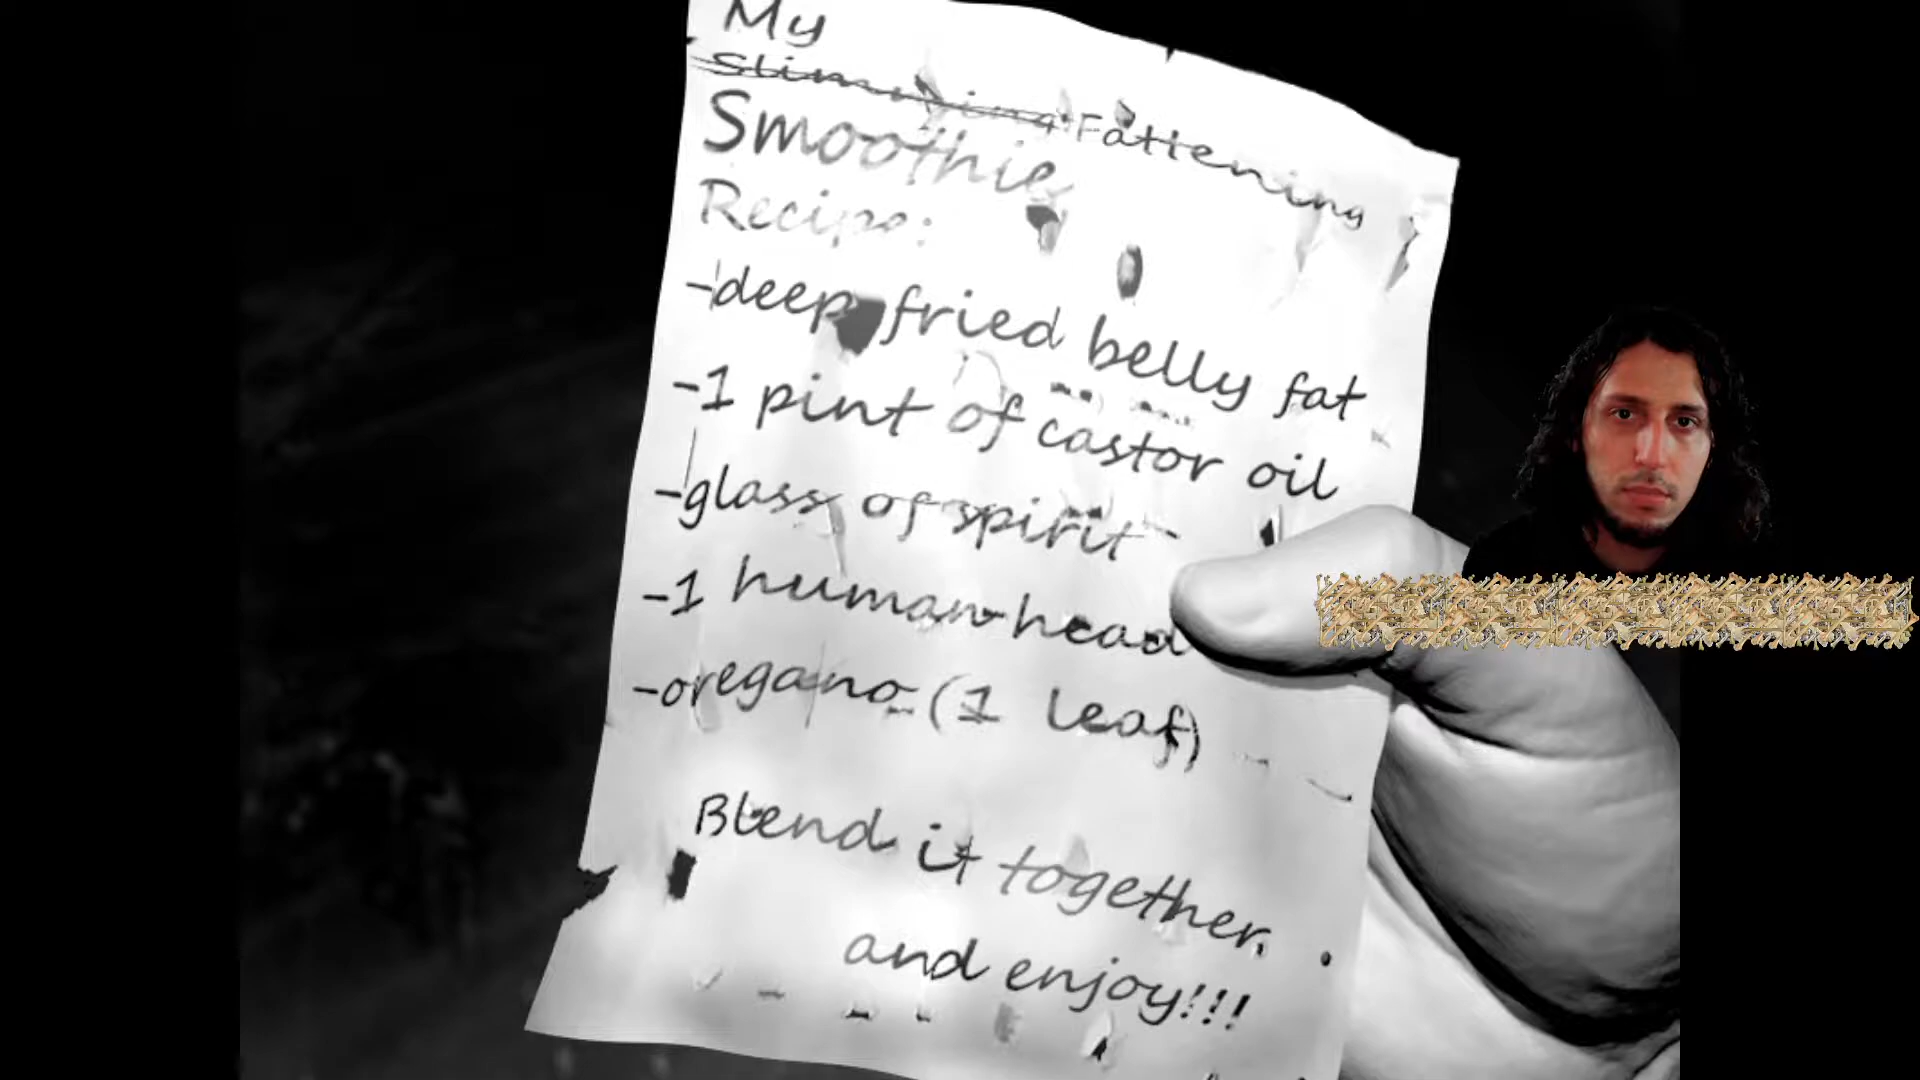 My
Slimming Fattening
Smoothie
Recipe:
-deep fried belly fat
-1 pint of castor oil
-glass of spirit
-1 human head
-oregano (1 leaf)
Blend it together
and enjoy!!!